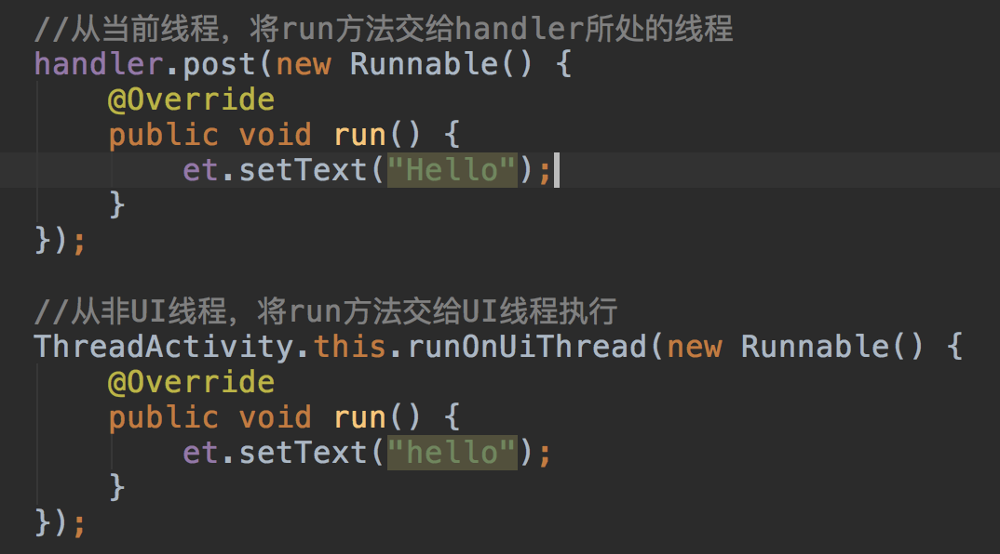 //从当前线程，将run方法交给handler所处的线程
handler.post(new Runnable() {
    @Override
    public void run() {
        et.setText("Hello");
    }
});

//从非UI线程，将run方法交给UI线程执行
ThreadActivity.this.runOnUiThread(new Runnable() {
    @Override
    public void run() {
        et.setText("hello");
    }
});